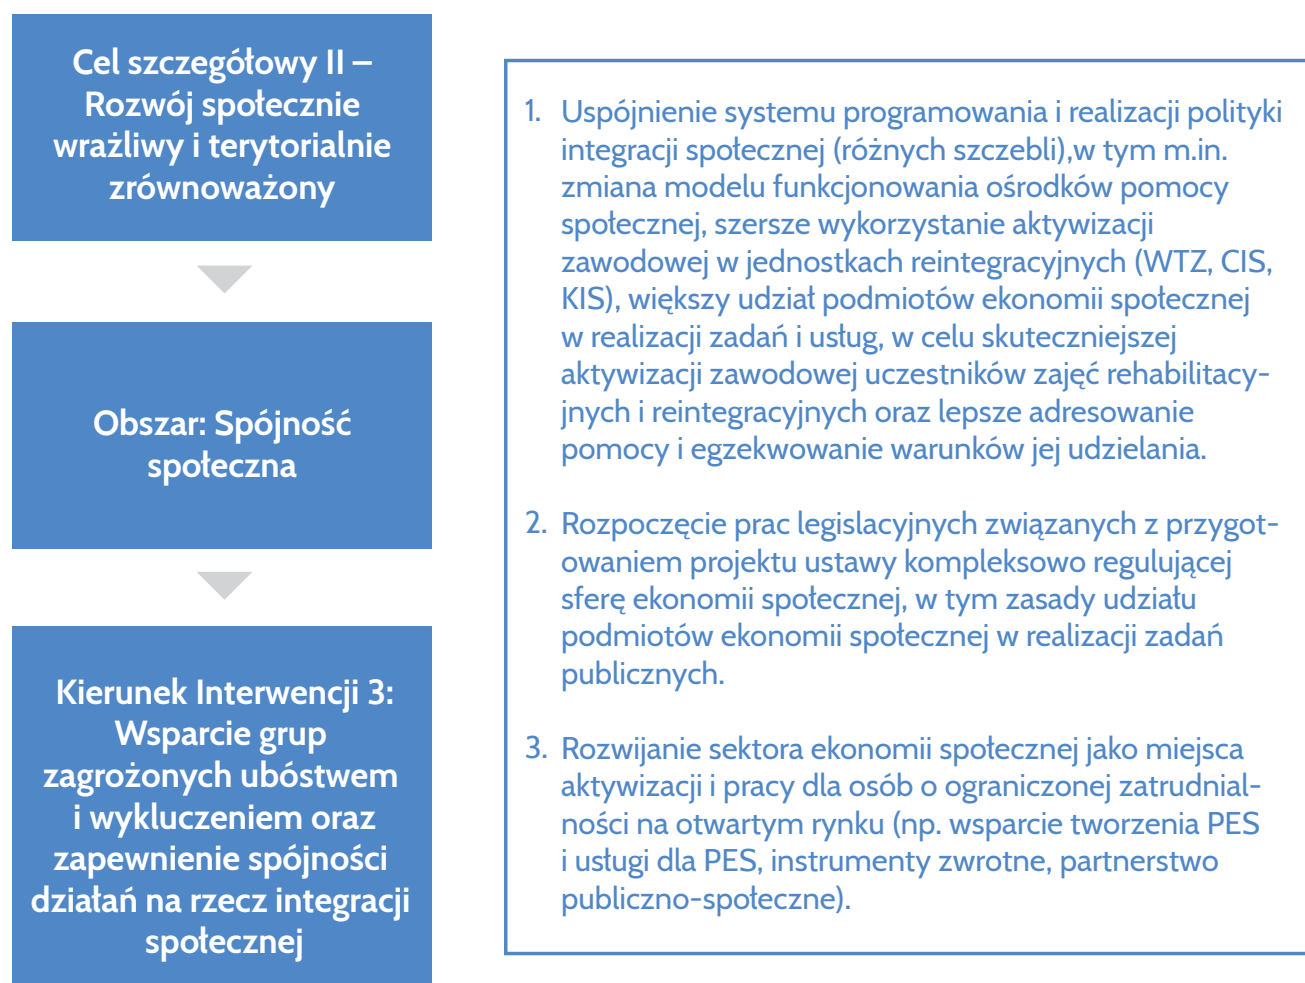 Cel szczegółowy II –
Rozwój społecznie
wrażliwy i terytorialnie
zrównoważony
Obszar: Spójność
społeczna
Kierunek Interwencji 3:
Wsparcie grup
zagrożonych ubóstwem
i wykluczeniem oraz
zapewnienie spójności
działań na rzecz integracji
społecznej
1. Uspójnienie systemu programowania i realizacji polityki
integracji społecznej (różnych szczebli),w tym m.in.
zmiana modelu funkcjonowania ośrodków pomocy
społecznej, szersze wykorzystanie aktywizacji
zawodowej w jednostkach reintegracyjnych (WTZ, CIS,
KIS), większy udział podmiotów ekonomii społecznej
w realizacji zadań i usług, w celu skuteczniejszej
aktywizacji zawodowej uczestników zajęć rehabilitacy-
jnych i reintegracyjnych oraz lepsze adresowanie
pomocy i egzekwowanie warunków jej udzielania.
2. Rozpoczęcie prac legislacyjnych związanych z przygot-
owaniem projektu ustawy kompleksowo regulującej
sferę ekonomii społecznej, w tym zasady udziału
podmiotów ekonomii społecznej w realizacji zadań
publicznych.
3. Rozwijanie sektora ekonomii społecznej jako miejsca
aktywizacji i pracy dla osób o ograniczonej zatrudnial-
ności na otwartym rynku (np. wsparcie tworzenia PES
i usługi dla PES, instrumenty zwrotne, partnerstwo
publiczno-społeczne).